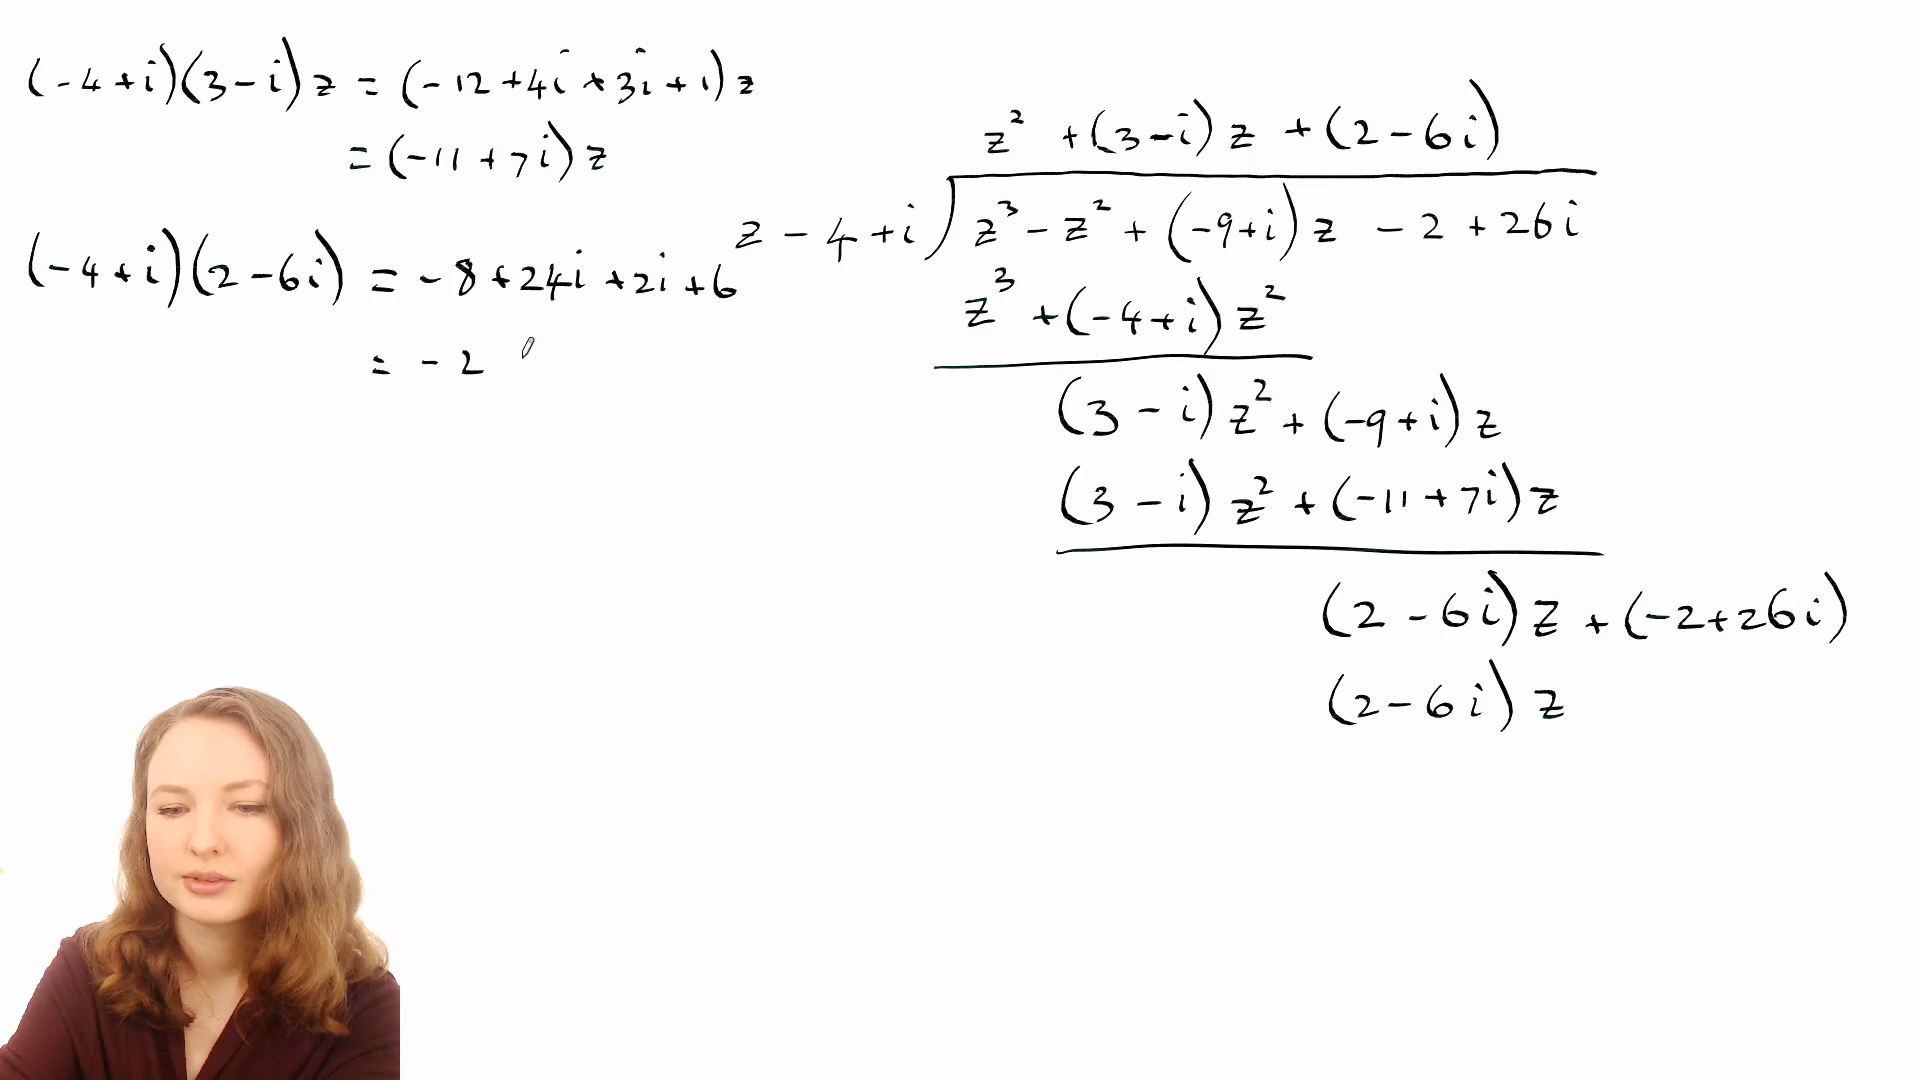 (-4+i)(3-i)z = (-12+4i+3i+1)z
= (-11+7i)z
(-4+i)(2-6i) = -8+24i+2i+6
= -2
z² +(3-i)z +(2-6i)
z-4+i) z³-z²+(-9+i)z -2+26i
z³ +(-4+i)z²
(3-i)z²+(-9+i)z
(3-i)z²+(-11+7i)z
(2-6i)z+(-2+26i)
(2-6i)z